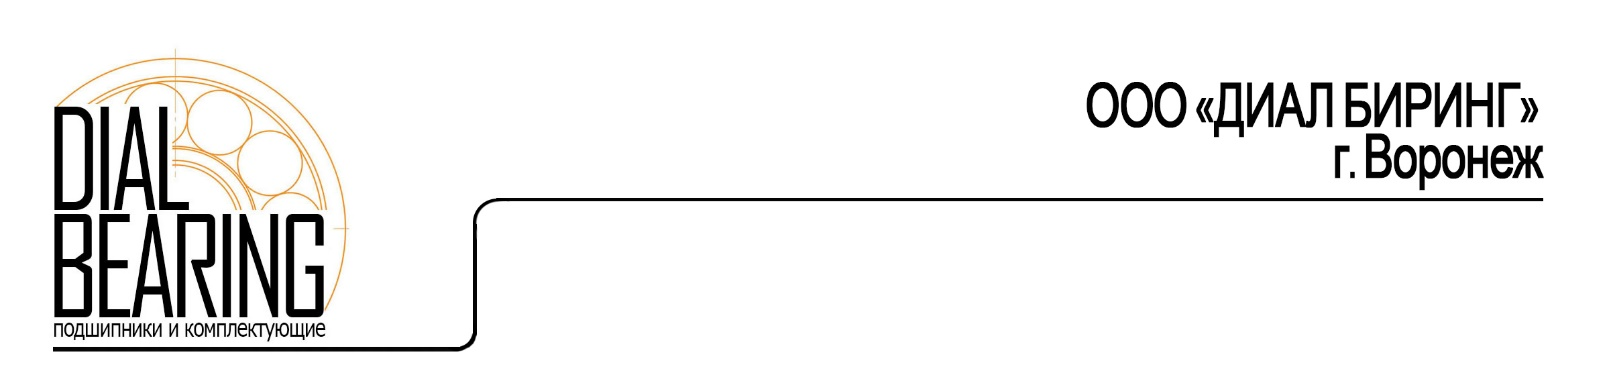 DIAL
BEARING
подшипники и комплектующие
ООО «ДИАЛ БИРИНГ»
г. Воронеж